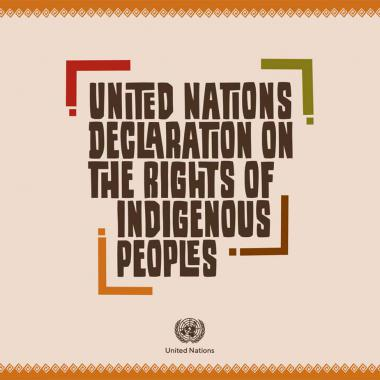 UNITED NATIONS
DECLARATION ON
THE RIGHTS OF
INDIGENOUS
PEOPLES
United Nations